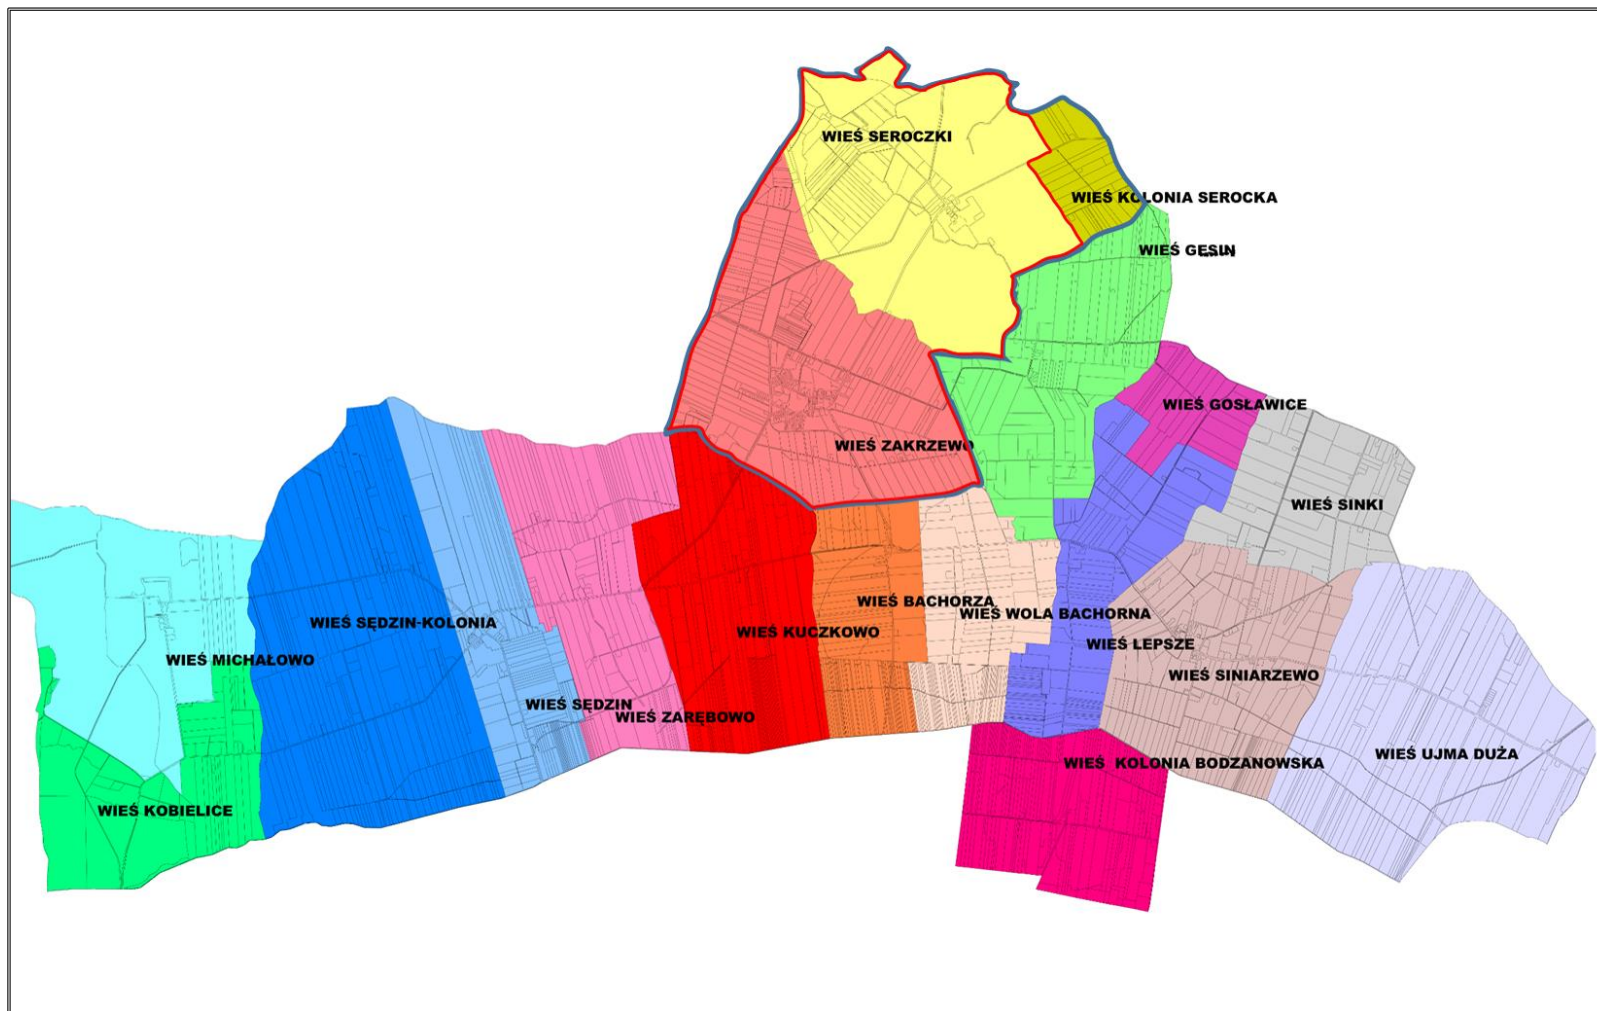 WIEŚ SEROCZKI
WIEŚ KOLONIA SEROCKA
WIEŚ GĘSIN
WIEŚ GOSŁAWICE
WIEŚ ZAKRZEWO
WIEŚ SINKI
WIEŚ BACHORZA
WIEŚ WOLA BACHORNA
WIEŚ SĘDZIN-KOLONIA
WIEŚ KUCZKOWO
WIEŚ LEPSZE
WIEŚ MICHAŁOWO
WIEŚ SINIARZEWO
WIEŚ SĘDZIN
WIEŚ ZARĘBOWO
WIEŚ UJMA DUŻA
WIEŚ KOLONIA BODZANOWSKA
WIEŚ KOBIELICE